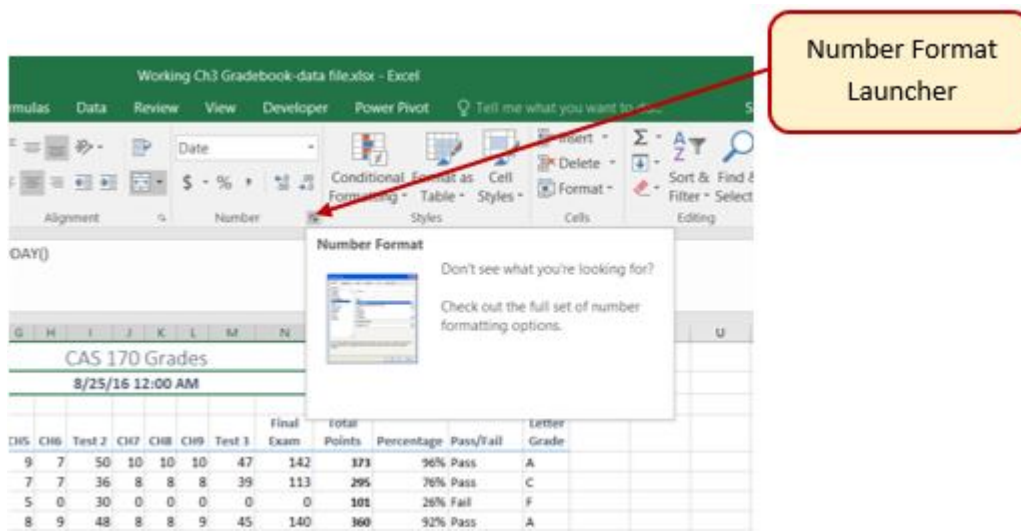 Number Format
Launcher
Working Ch3 Gradebook-data file.xlsx - Excel
rmulas Data Review View Developer Power Pivot Tell me what you want to do... S
Date
$ - % ,
Conditional Format as Cell
Formatting - Table - Styles -
Insert
Delete
Format
Sort & Find &
Filter - Select
Alignment Number Styles Cells Editing
DAY()
Number Format
Don't see what you're looking for?
Check out the full set of number
formatting options.
G H I J K L M N U
CAS 170 Grades
8/25/16 12:00 AM
Final Total Letter
CH5 CH6 Test 2 CH7 CH8 CH9 Test 3 Exam Points Percentage Pass/Fail Grade
9 7 50 10 10 10 47 142 373 96% Pass A
7 7 36 8 8 8 39 113 295 76% Pass C
5 0 30 0 0 0 0 0 101 26% Fail F
8 9 48 8 8 9 45 140 360 92% Pass A